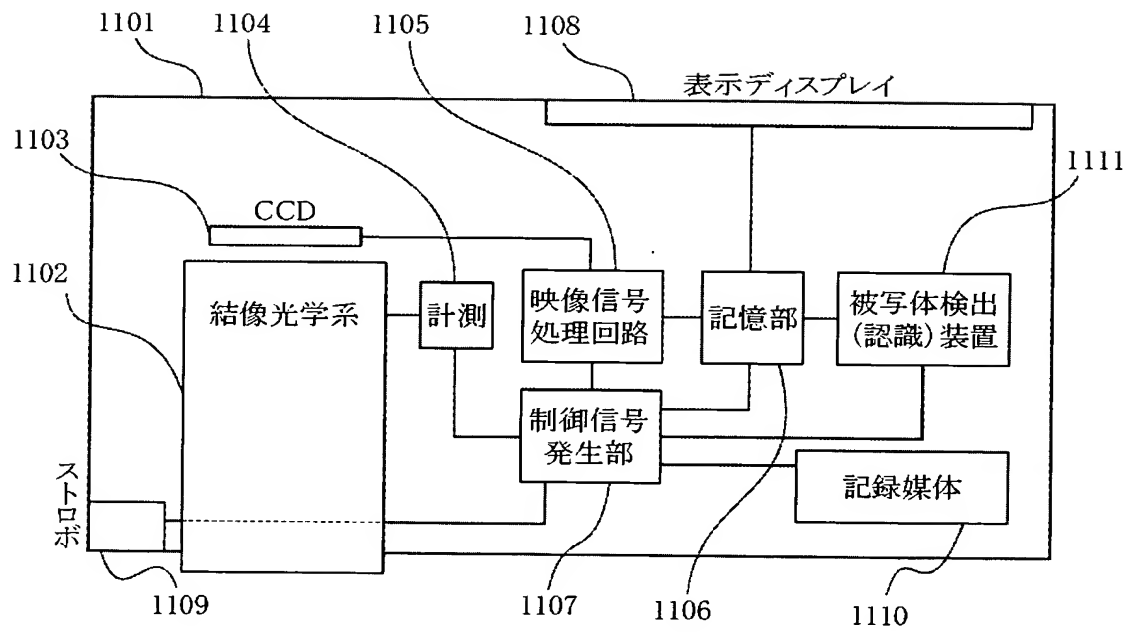 1101
1104
1105
1108
表示ディスプレイ
1103
CCD
1111
1102
結像光学系
計測
映像信号
処理回路
記憶部
被写体検出
(認識)装置
制御信号
発生部
記録媒体
ストロボ
1109
1107
1106
1110